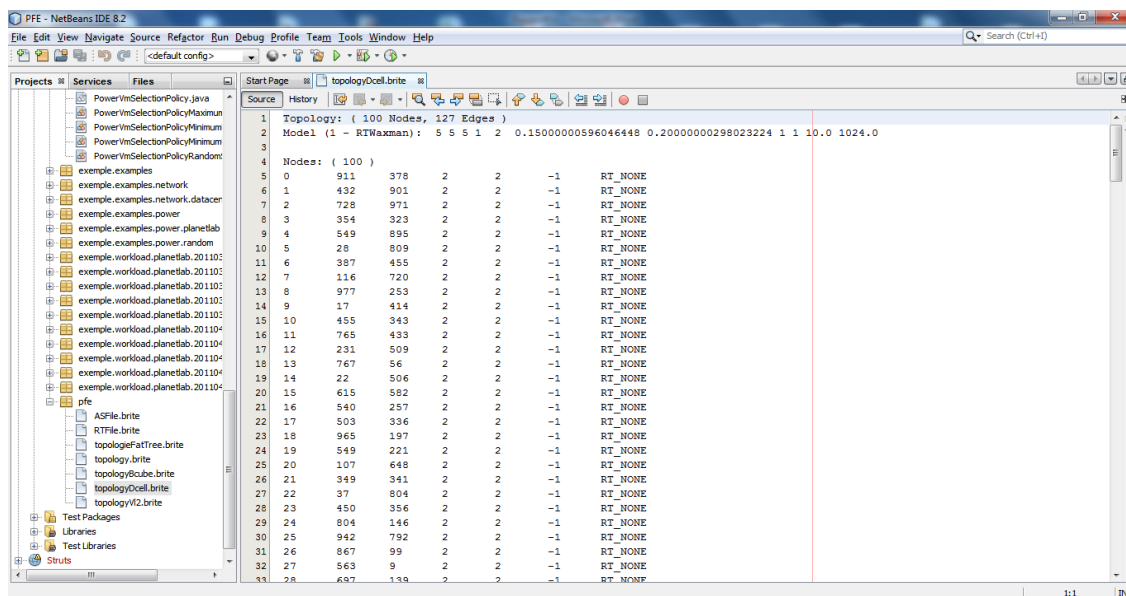 PFE - NetBeans IDE 8.2
File Edit View Navigate Source Refactor Run Debug Profile Team Tools Window Help
Search (Ctrl+I)
<default config>
Projects Services Files
PowerVmSelectionPolicy.java
PowerVmSelectionPolicyMaximum
PowerVmSelectionPolicyMinimum
PowerVmSelectionPolicyMinimum
PowerVmSelectionPolicyRandom
exemple.examples
exemple.examples.network
exemple.examples.network.datacen
exemple.examples.power
exemple.examples.power.planetlab
exemple.examples.power.random
exemple.workload.planetlab.201103
exemple.workload.planetlab.201103
exemple.workload.planetlab.201103
exemple.workload.planetlab.201103
exemple.workload.planetlab.201103
exemple.workload.planetlab.201104
exemple.workload.planetlab.201104
exemple.workload.planetlab.201104
exemple.workload.planetlab.201104
exemple.workload.planetlab.201104
pfe
ASFile.brite
RTFile.brite
topologieFatTree.brite
topology.brite
topologyBcube.brite
topologyDcell.brite
topologyVl2.brite
Test Packages
Libraries
Test Libraries
Struts
Start Page topologyDcell.brite
Source History
1 Topology: ( 100 Nodes, 127 Edges )
2 Model (1 - RTWaxman): 5 5 5 1 2 0.15000000596046448 0.20000000298023224 1 1 10.0 1024.0
3
4 Nodes: ( 100 )
5 0 911 378 2 2 -1 RT_NONE
6 1 432 901 2 2 -1 RT_NONE
7 2 728 971 2 2 -1 RT_NONE
8 3 354 323 2 2 -1 RT_NONE
9 4 549 895 2 2 -1 RT_NONE
10 5 28 809 2 2 -1 RT_NONE
11 6 387 455 2 2 -1 RT_NONE
12 7 116 720 2 2 -1 RT_NONE
13 8 977 253 2 2 -1 RT_NONE
14 9 17 414 2 2 -1 RT_NONE
15 10 455 343 2 2 -1 RT_NONE
16 11 765 433 2 2 -1 RT_NONE
17 12 231 509 2 2 -1 RT_NONE
18 13 767 56 2 2 -1 RT_NONE
19 14 22 506 2 2 -1 RT_NONE
20 15 615 582 2 2 -1 RT_NONE
21 16 540 257 2 2 -1 RT_NONE
22 17 503 336 2 2 -1 RT_NONE
23 18 965 197 2 2 -1 RT_NONE
24 19 549 221 2 2 -1 RT_NONE
25 20 107 648 2 2 -1 RT_NONE
26 21 349 341 2 2 -1 RT_NONE
27 22 37 804 2 2 -1 RT_NONE
28 23 450 356 2 2 -1 RT_NONE
29 24 804 146 2 2 -1 RT_NONE
30 25 942 792 2 2 -1 RT_NONE
31 26 867 99 2 2 -1 RT_NONE
32 27 563 9 2 2 -1 RT_NONE
33 28 697 139 2 2 -1 RT_NONE
1:1 IN